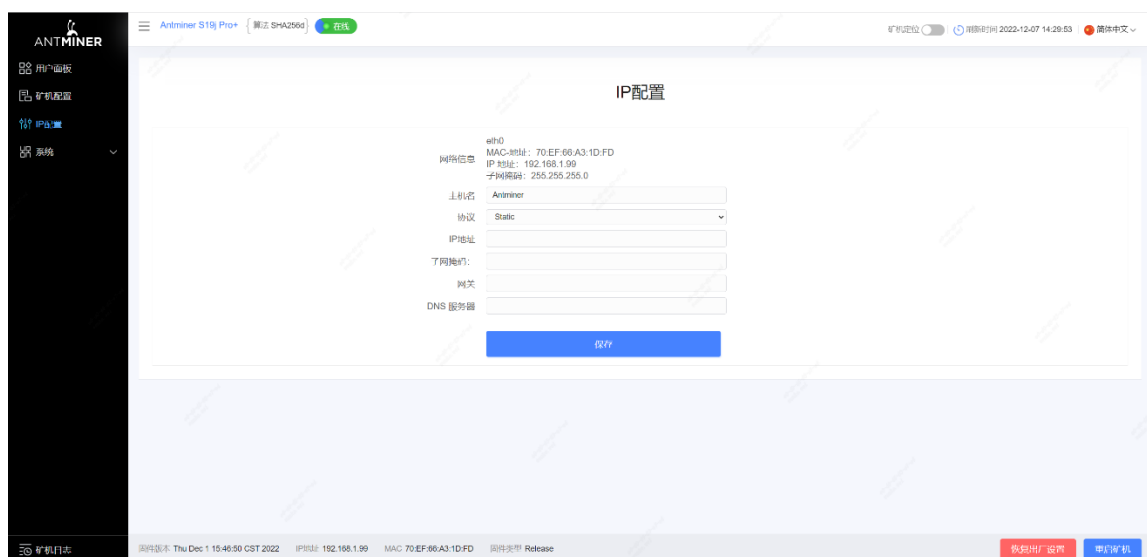 ANTMINER
Antminer S19j Pro+ { 算法 SHA256d } 在线
矿机定位 刷新时间 2022-12-07 14:29:53 简体中文
用户面板
矿机配置
IP配置
系统
IP配置
网络信息
eth0
MAC-地址： 70:EF:66:A3:1D:FD
IP 地址： 192.168.1.99
子网掩码： 255.255.255.0
主机名 Antminer
协议 Static
IP地址
子网掩码：
网关
DNS 服务器
保存
矿机日志
固件版本 Thu Dec 1 15:46:50 CST 2022 IP地址 192.168.1.99 MAC 70:EF:66:A3:1D:FD 固件类型 Release
恢复出厂设置 重启矿机